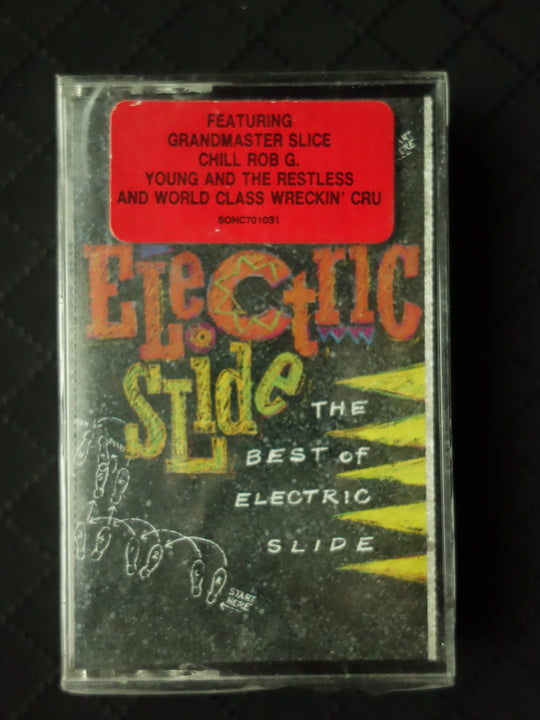 FEATURING
GRANDMASTER SLICE
CHILL ROB G.
YOUNG AND THE RESTLESS
AND WORLD CLASS WRECKIN' CRU
SOHC701091
ELECTRIC
SLIDE
THE
BEST OF
ELECTRIC
SLIDE
START
HERE